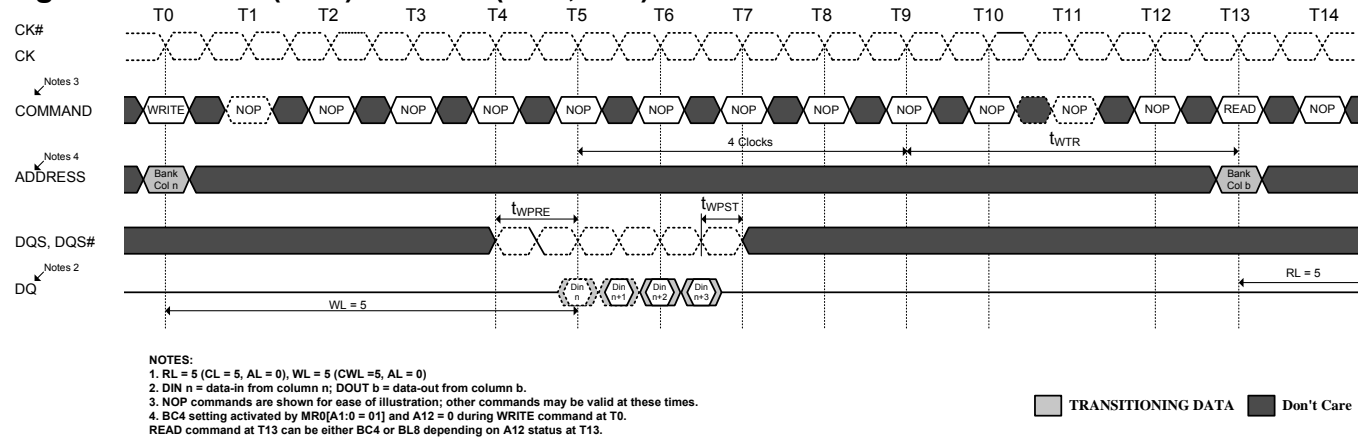 T0 T1 T2 T3 T4 T5 T6 T7 T8 T9 T10 T11 T12 T13 T14
CK#
CK
Notes 3
COMMAND
WRITE NOP NOP NOP NOP NOP NOP NOP NOP NOP NOP NOP NOP READ NOP
4 Clocks
tWTR
Notes 4
ADDRESS
Bank
Col n
Bank
Col b
tWPRE
tWPST
DQS, DQS#
Notes 2
DQ
Din
n
Din
n+1
Din
n+2
Din
n+3
RL = 5
WL = 5
NOTES:
1. RL = 5 (CL = 5, AL = 0), WL = 5 (CWL =5, AL = 0)
2. DIN n = data-in from column n; DOUT b = data-out from column b.
3. NOP commands are shown for ease of illustration; other commands may be valid at these times.
4. BC4 setting activated by MR0[A1:0 = 01] and A12 = 0 during WRITE command at T0.
READ command at T13 can be either BC4 or BL8 depending on A12 status at T13.
TRANSITIONING DATA
Don't Care